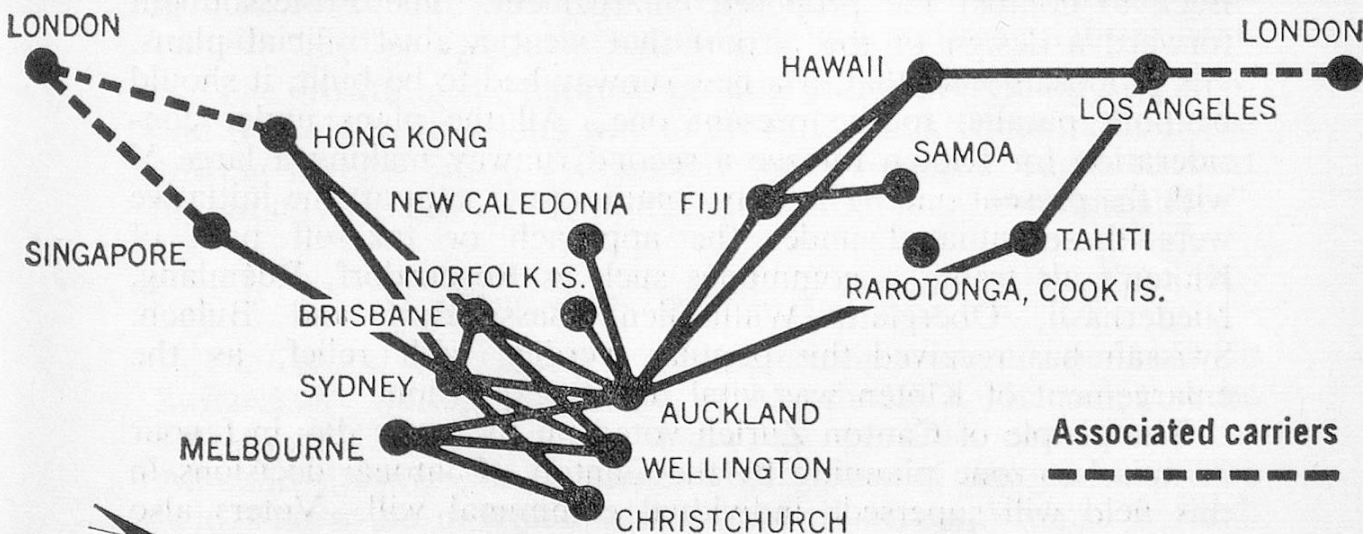 LONDON
LONDON
HAWAII
LOS ANGELES
HONG KONG
SAMOA
NEW CALEDONIA
FIJI
TAHITI
SINGAPORE
NORFOLK IS.
RAROTONGA, COOK IS.
BRISBANE
SYDNEY
AUCKLAND
Associated carriers
MELBOURNE
WELLINGTON
CHRISTCHURCH